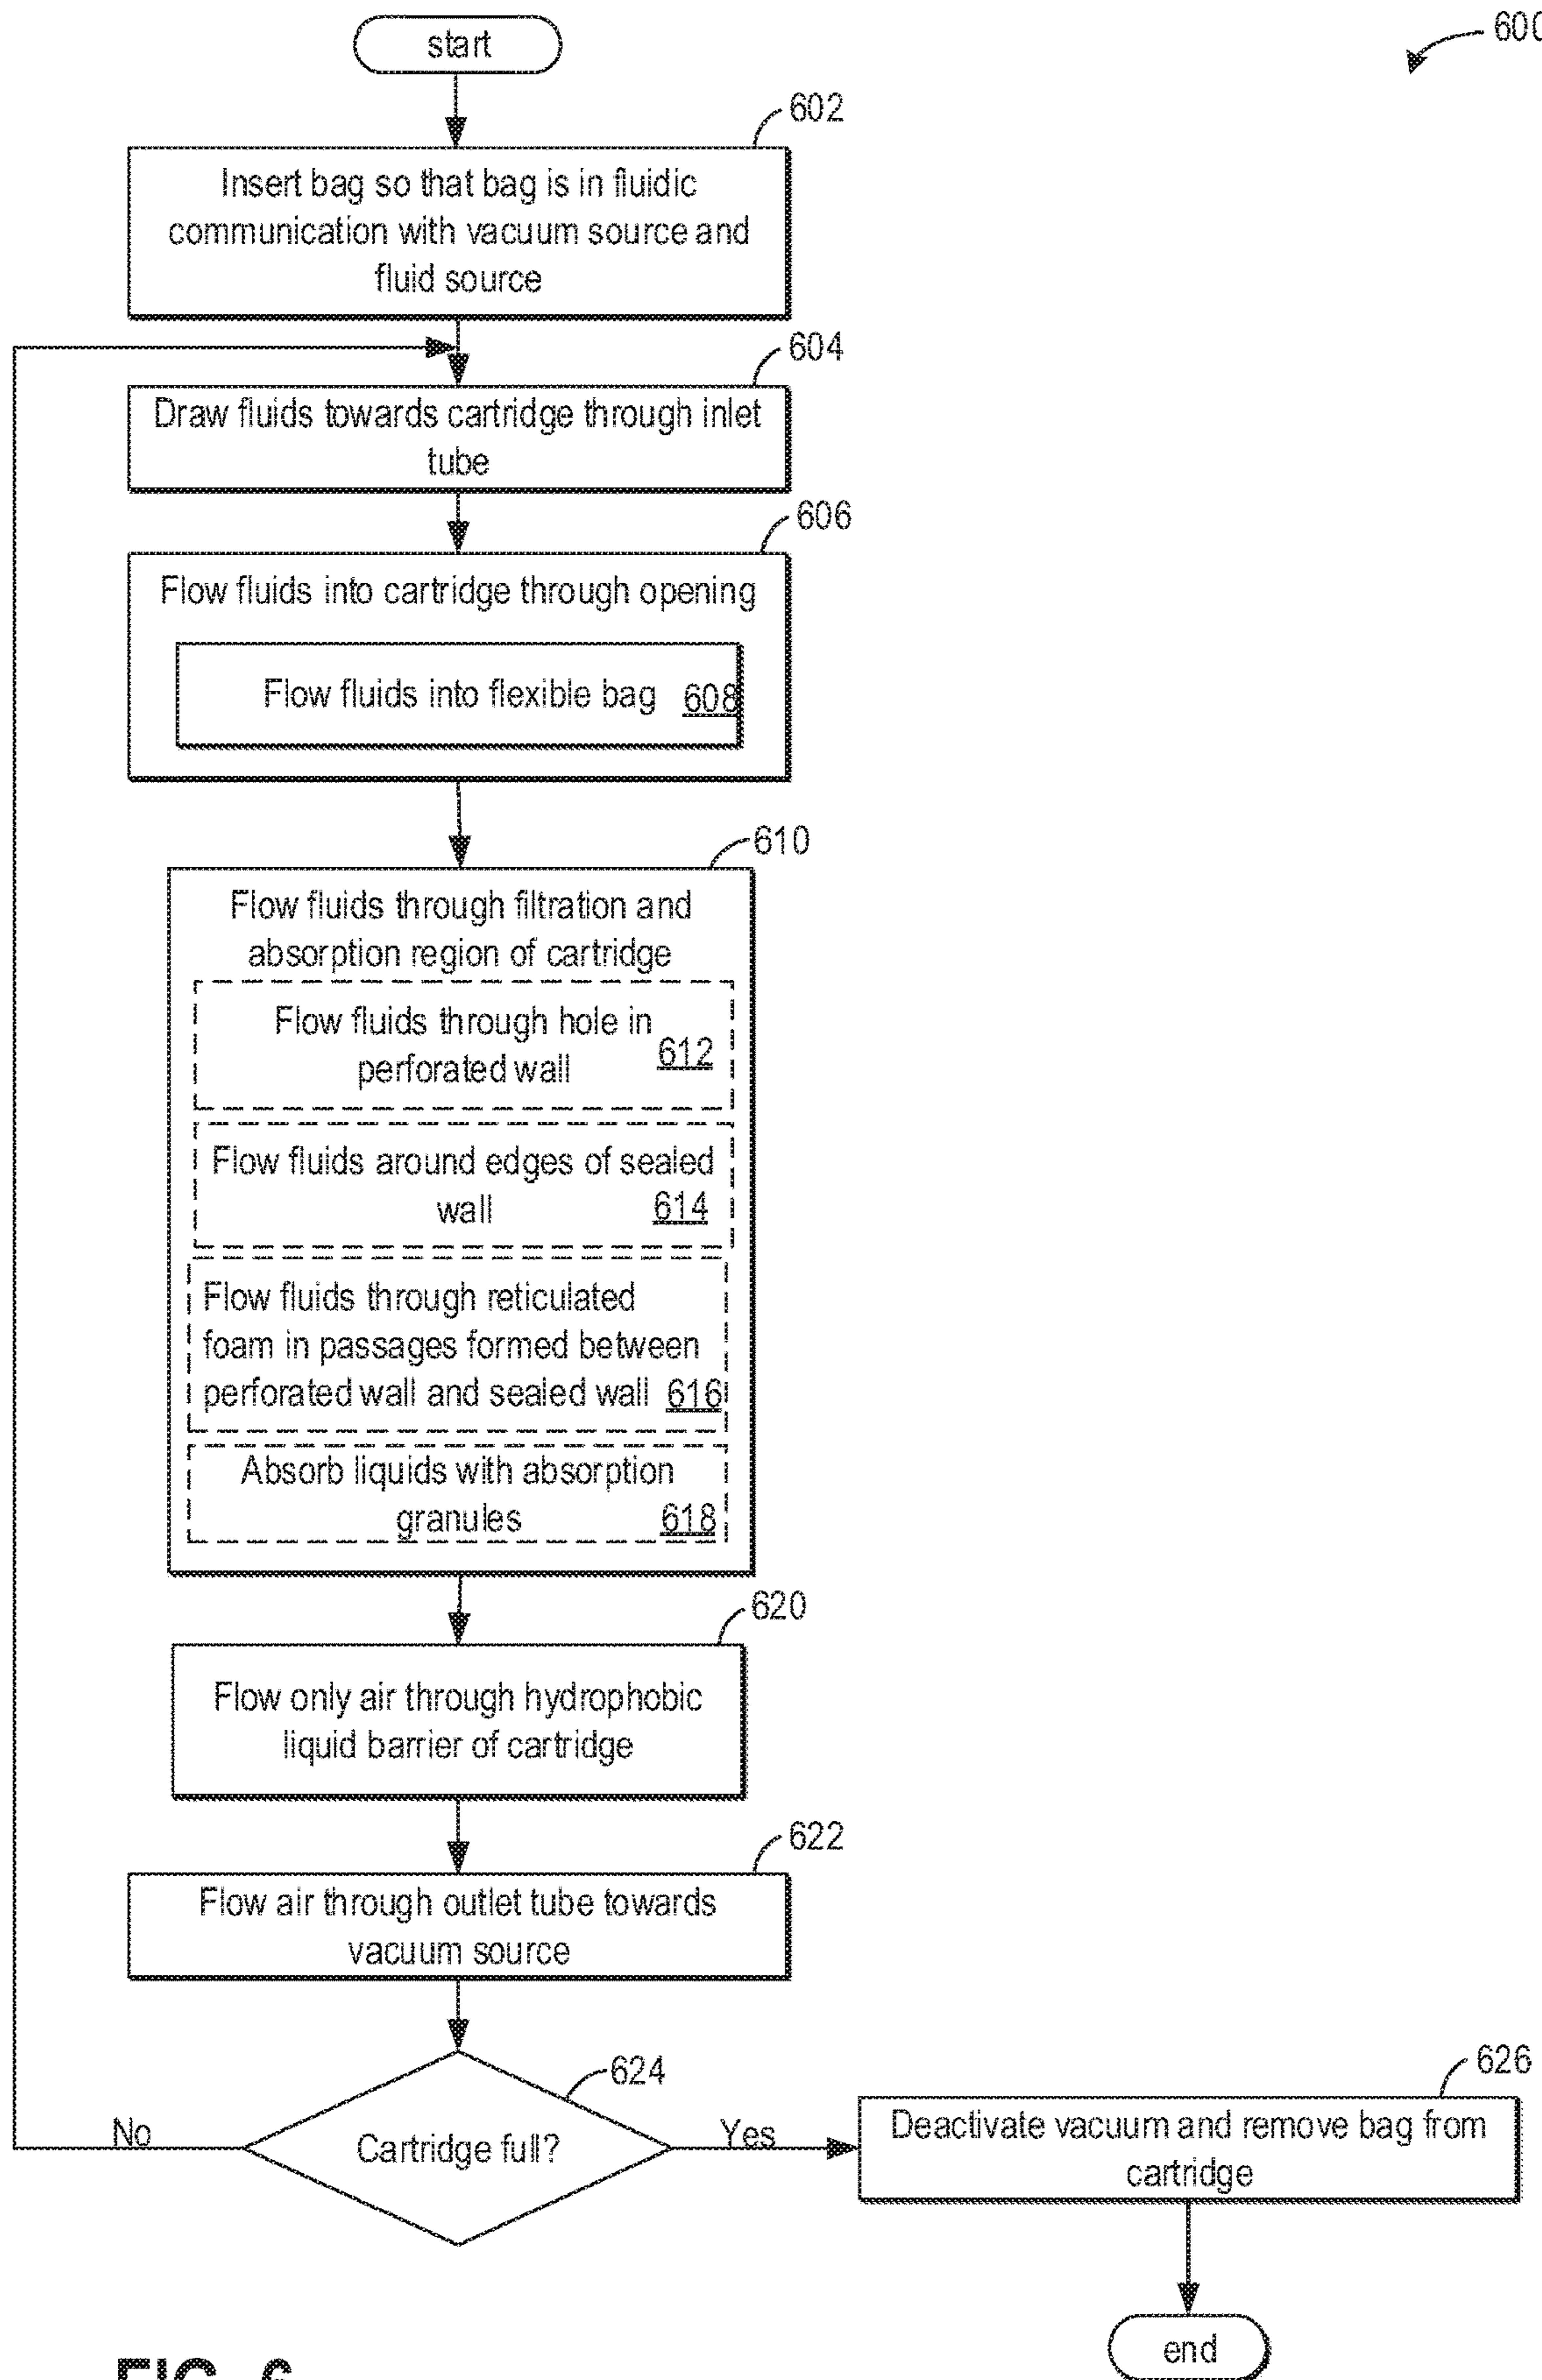 start
600
602
Insert bag so that bag is in fluidic
communication with vacuum source and
fluid source
604
Draw fluids towards cartridge through inlet
tube
606
Flow fluids into cartridge through opening
Flow fluids into flexible bag 608
610
Flow fluids through filtration and
absorption region of cartridge
Flow fluids through hole in
perforated wall 612
Flow fluids around edges of sealed
wall 614
Flow fluids through reticulated
foam in passages formed between
perforated wall and sealed wall 616
Absorb liquids with absorption
granules 618
620
Flow only air through hydrophobic
liquid barrier of cartridge
622
Flow air through outlet tube towards
vacuum source
624
Cartridge full?
No
Yes
626
Deactivate vacuum and remove bag from
cartridge
end
FIG. 6